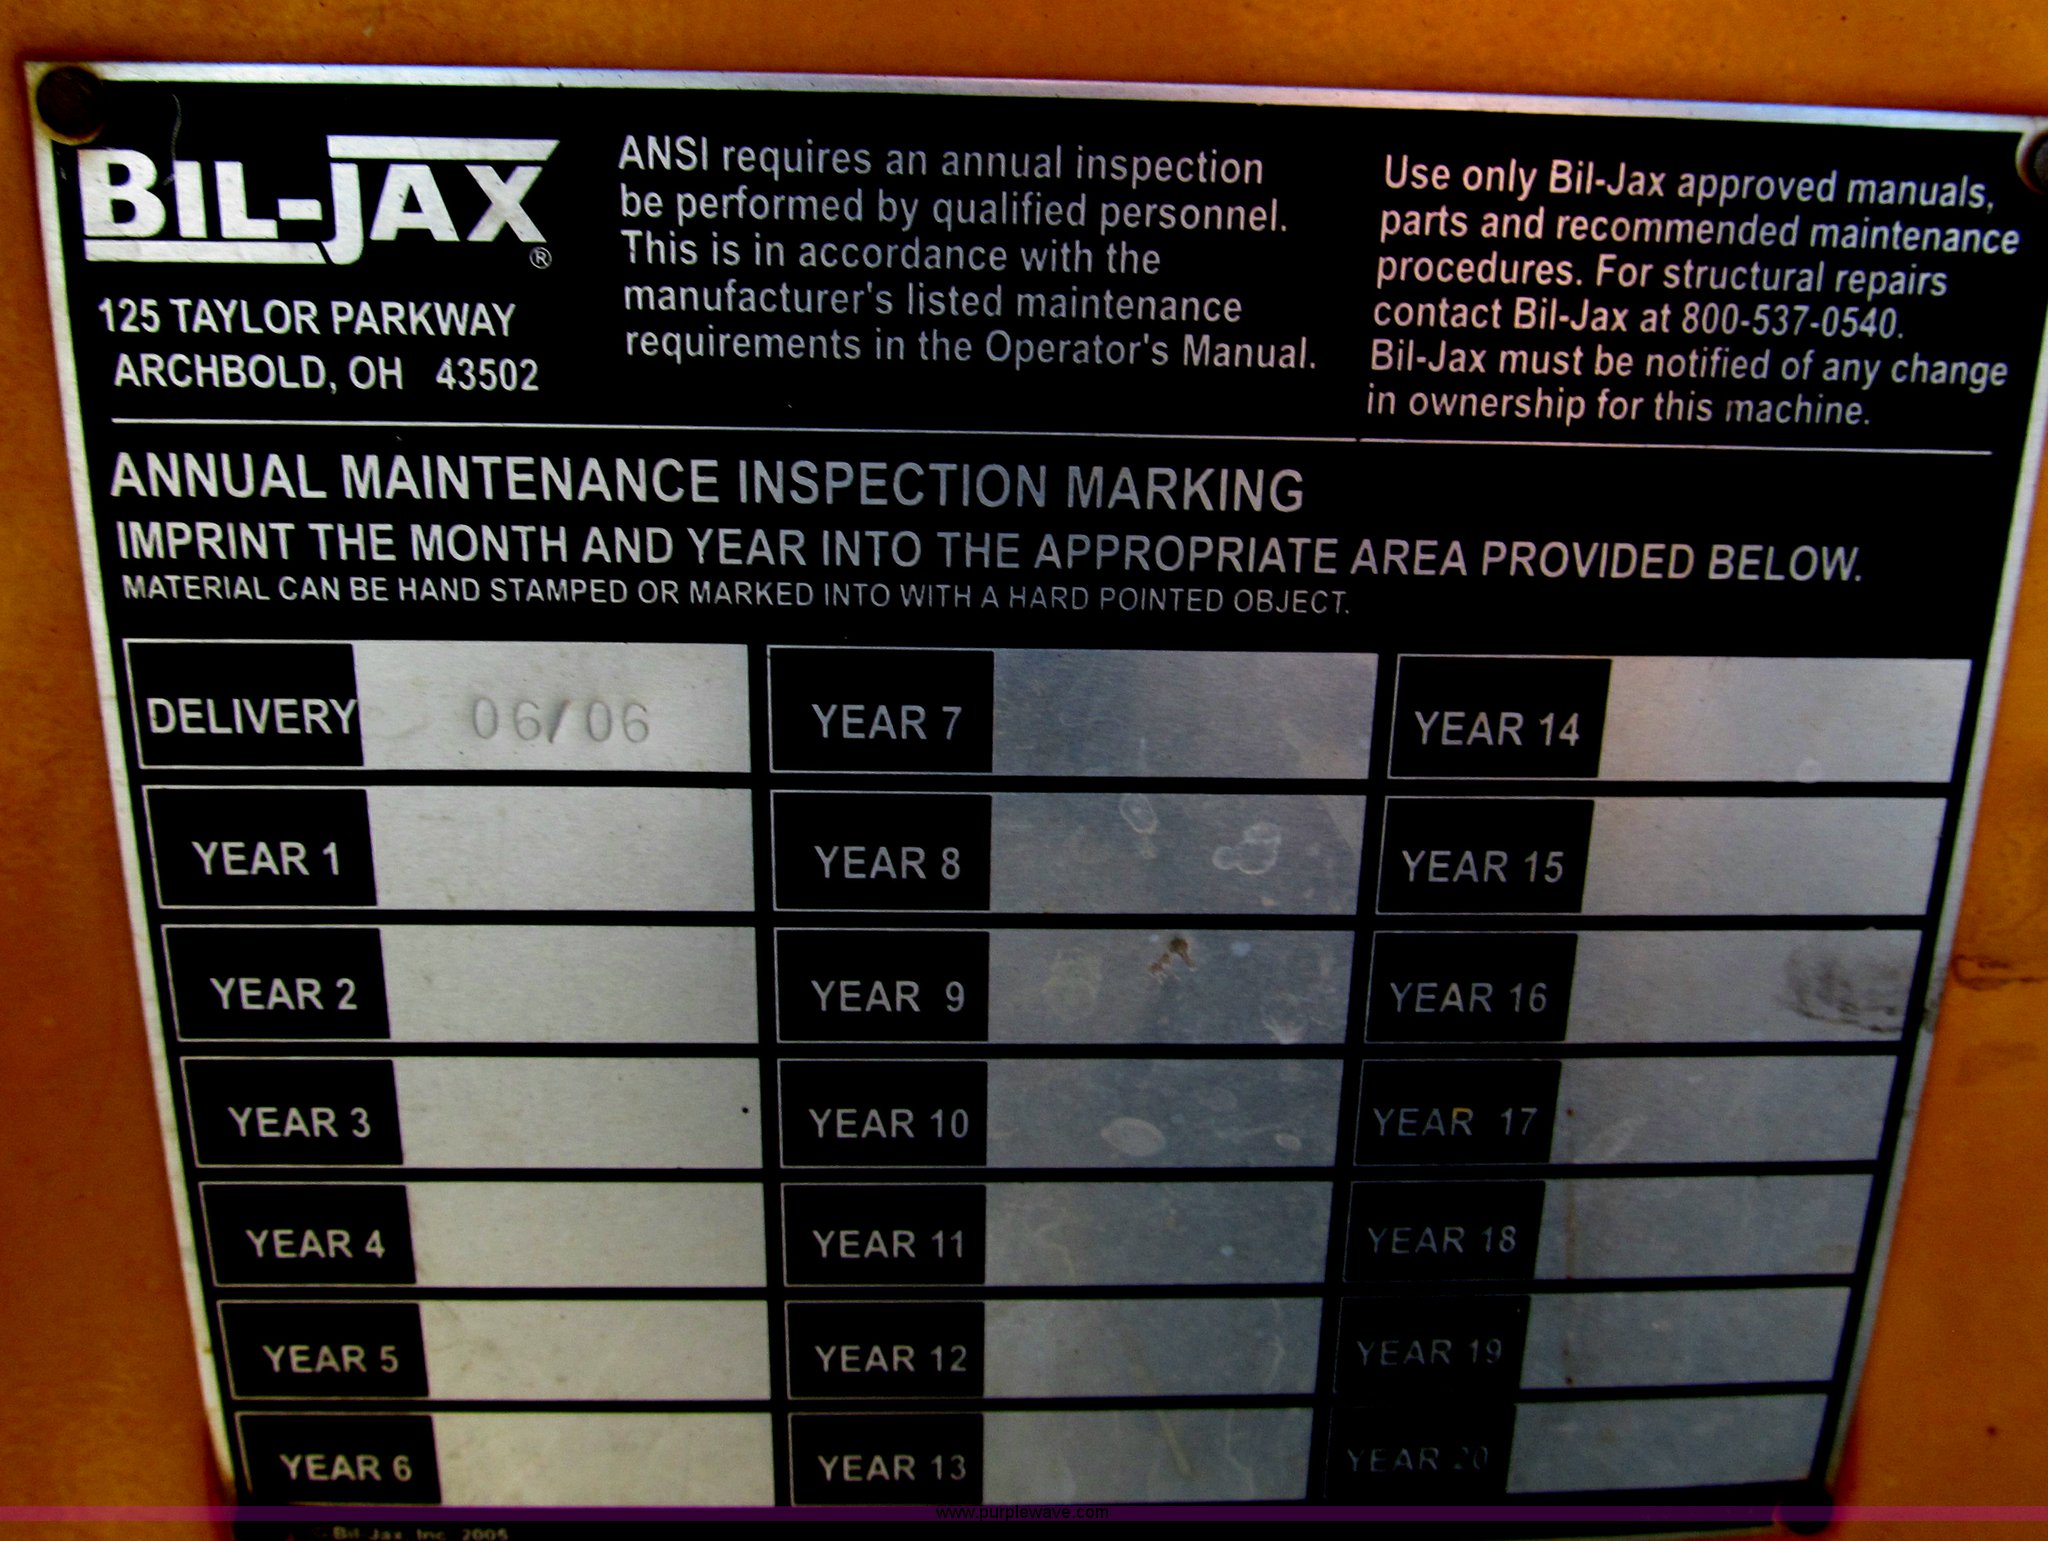 BIL-JAX®
125 TAYLOR PARKWAY
ARCHBOLD, OH 43502
ANSI requires an annual inspection
be performed by qualified personnel.
This is in accordance with the
manufacturer's listed maintenance
requirements in the Operator's Manual.
Use only Bil-Jax approved manuals,
parts and recommended maintenance
procedures. For structural repairs
contact Bil-Jax at 800-537-0540.
Bil-Jax must be notified of any change
in ownership for this machine.
ANNUAL MAINTENANCE INSPECTION MARKING
IMPRINT THE MONTH AND YEAR INTO THE APPROPRIATE AREA PROVIDED BELOW.
MATERIAL CAN BE HAND STAMPED OR MARKED INTO WITH A HARD POINTED OBJECT.
DELIVERY 06/06
YEAR 1
YEAR 2
YEAR 3
YEAR 4
YEAR 5
YEAR 6
YEAR 7
YEAR 8
YEAR 9
YEAR 10
YEAR 11
YEAR 12
YEAR 13
YEAR 14
YEAR 15
YEAR 16
YEAR 17
YEAR 18
YEAR 19
YEAR 20
www.purplewave.com
Bil-Jax, Inc. 2005